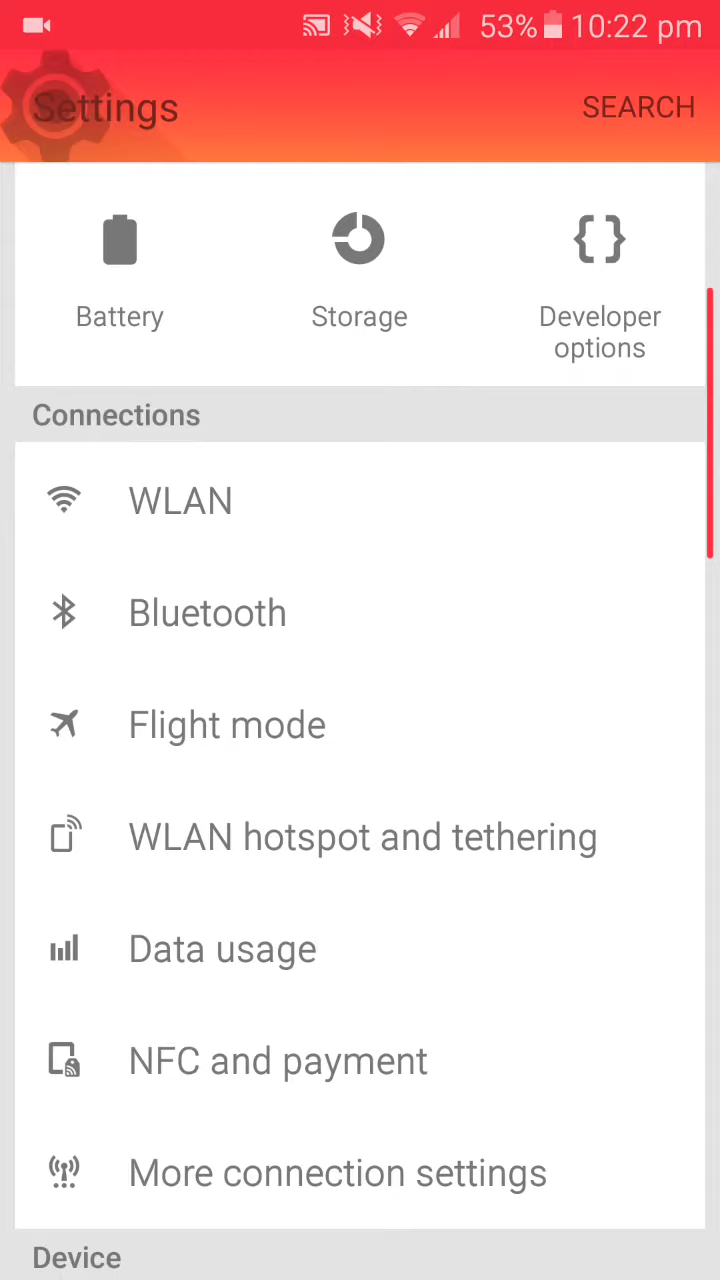 53% 10:22 pm
Settings SEARCH
Battery Storage Developer
options
Connections
WLAN
Bluetooth
Flight mode
WLAN hotspot and tethering
Data usage
NFC and payment
More connection settings
Device